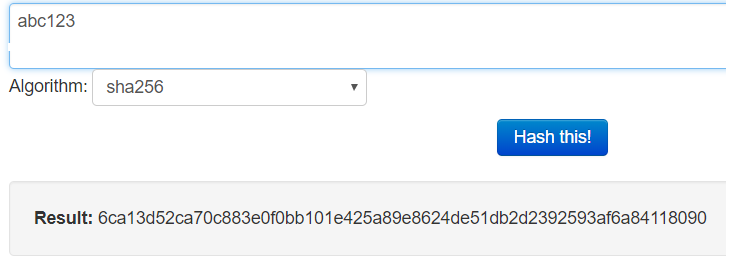 abc123
Algorithm: sha256
Hash this!
Result: 6ca13d52ca70c883e0f0bb101e425a89e8624de51db2d2392593af6a84118090